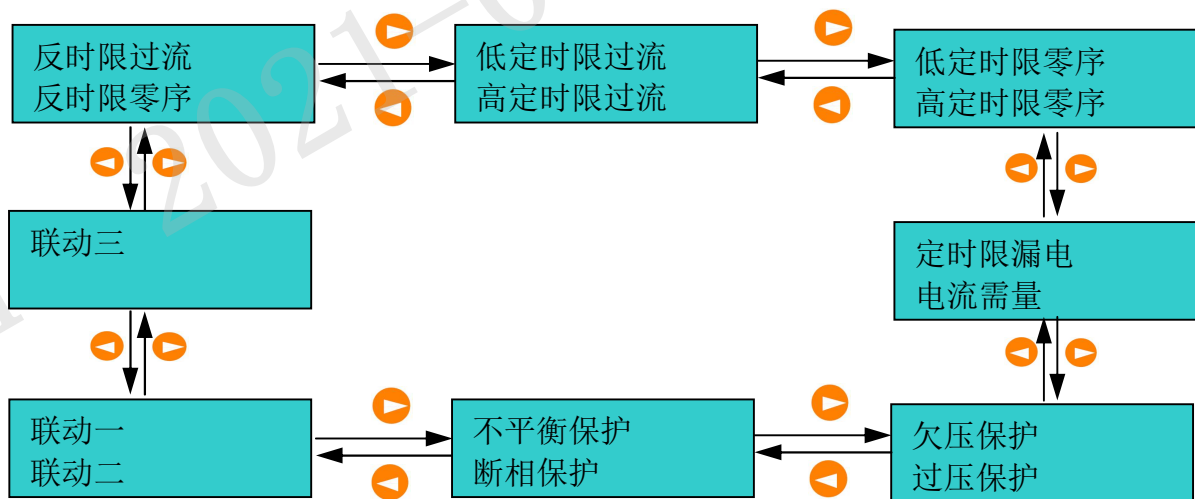 反时限过流
反时限零序
低定时限过流
高定时限过流
低定时限零序
高定时限零序
联动三
定时限漏电
电流需量
联动一
联动二
不平衡保护
断相保护
欠压保护
过压保护